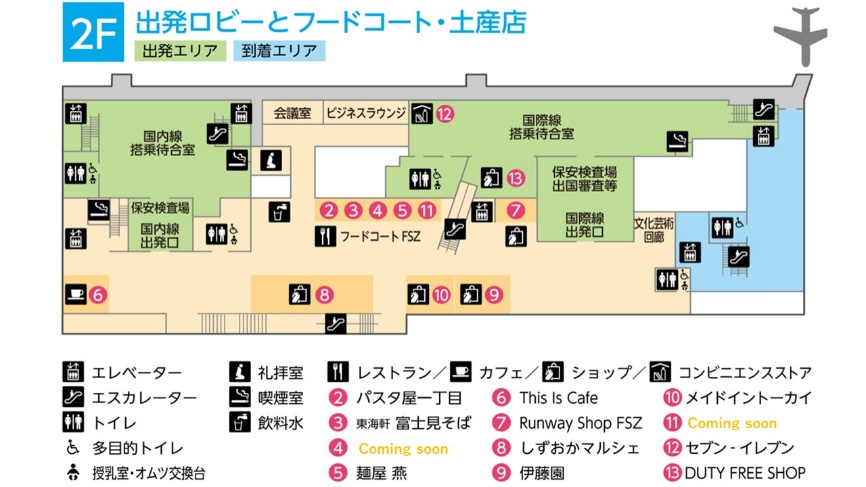 2F
出発ロビーとフードコート・土産店
出発エリア 到着エリア
会議室 ビジネスラウンジ
12
国際線
搭乗待合室
国内線
搭乗待合室
13
保安検査場
出国審査等
国際線
出発口
保安検査場
国内線
出発口
2 3 4 5 11 7
フードコート FSZ
文化芸術
回廊
6 8 10 9
エレベーター
エスカレーター
トイレ
多目的トイレ
授乳室・オムツ交換台
礼拝室
喫煙室
飲料水
レストラン/ カフェ/ ショップ/ コンビニエンスストア
2 パスタ屋一丁目
3 東海軒 富士見そば
4 Coming soon
5 麺屋 燕
6 This Is Cafe
7 Runway Shop FSZ
8 しずおかマルシェ
9 伊藤園
10 メイドイントーカイ
11 Coming soon
12 セブン‐イレブン
13 DUTY FREE SHOP